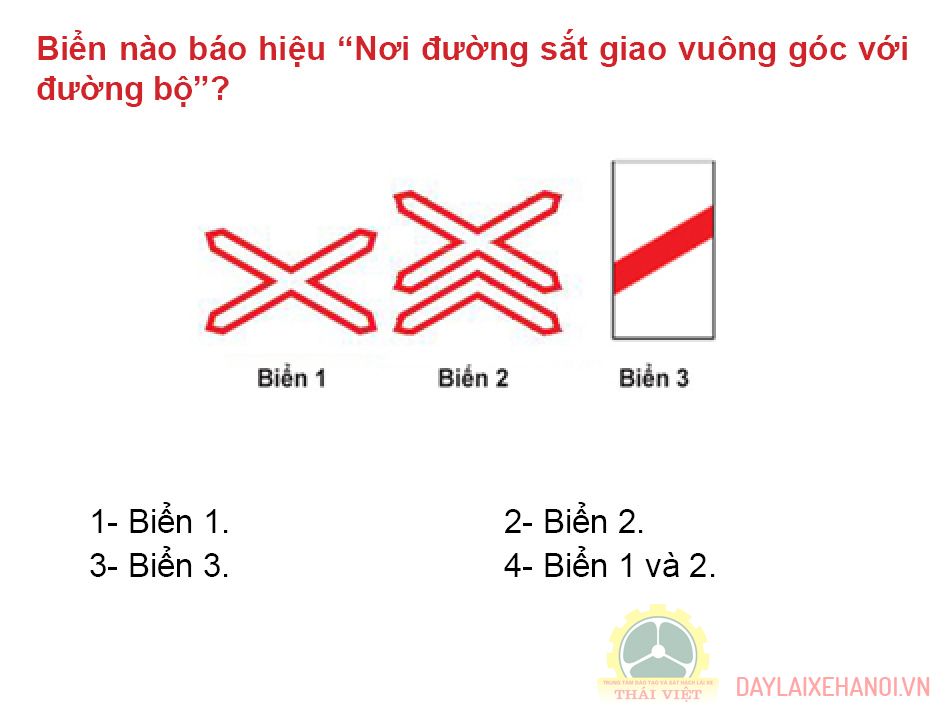 Biển nào báo hiệu “Nơi đường sắt giao vuông góc với
đường bộ”?
Biển 1 Biển 2 Biển 3
1- Biển 1. 2- Biển 2.
3- Biển 3. 4- Biển 1 và 2.
TRUNG TÂM ĐÀO TẠO VÀ SÁT HẠCH LÁI XE
THÁI VIỆT
DAYLAIXEHANOI.VN